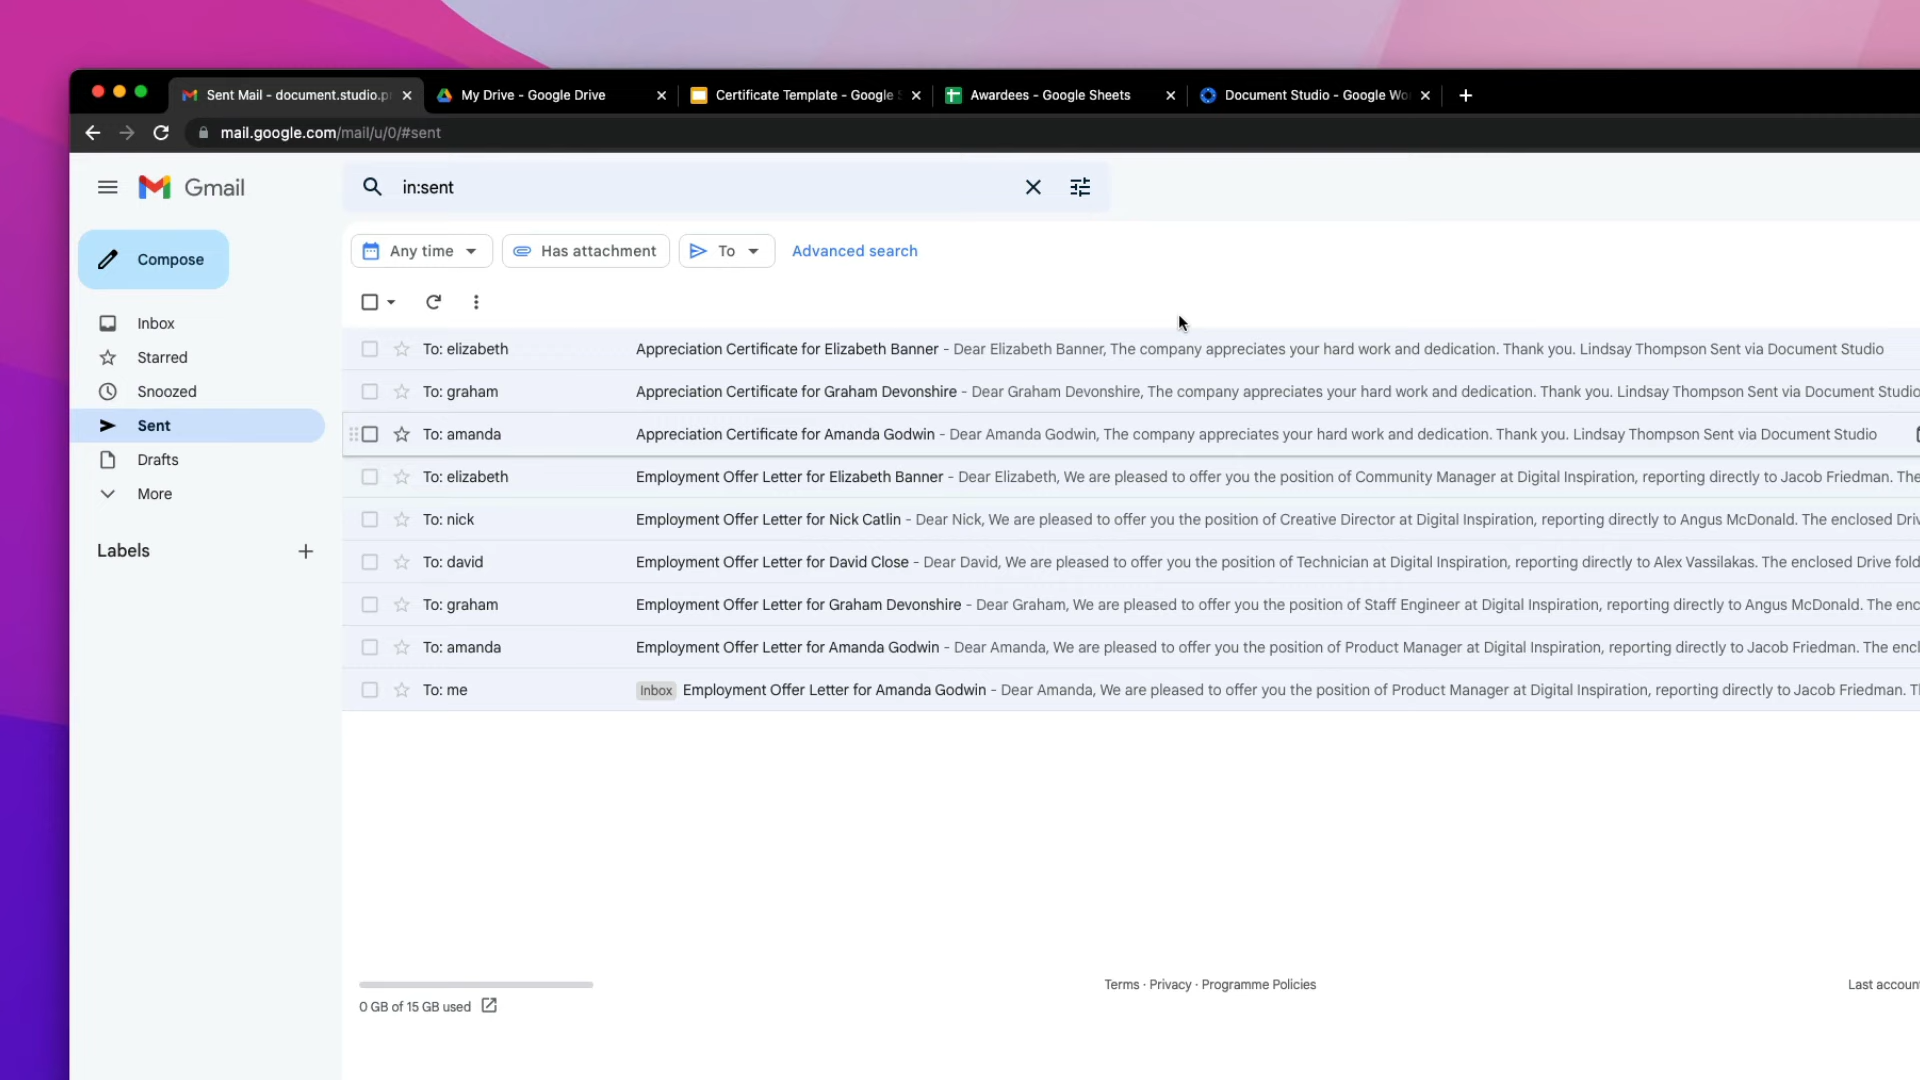 Sent Mail - document.studio.p
My Drive - Google Drive
Certificate Template - Google S
Awardees - Google Sheets
Document Studio - Google Wo
mail.google.com/mail/u/0/#sent
Gmail
in:sent
Compose
Any time
Has attachment
To
Advanced search
Inbox
Starred
Snoozed
Sent
Drafts
More
Labels
To: elizabeth Appreciation Certificate for Elizabeth Banner - Dear Elizabeth Banner, The company appreciates your hard work and dedication. Thank you. Lindsay Thompson Sent via Document Studio
To: graham Appreciation Certificate for Graham Devonshire - Dear Graham Devonshire, The company appreciates your hard work and dedication. Thank you. Lindsay Thompson Sent via Document Studio
To: amanda Appreciation Certificate for Amanda Godwin - Dear Amanda Godwin, The company appreciates your hard work and dedication. Thank you. Lindsay Thompson Sent via Document Studio
To: elizabeth Employment Offer Letter for Elizabeth Banner - Dear Elizabeth, We are pleased to offer you the position of Community Manager at Digital Inspiration, reporting directly to Jacob Friedman. The
To: nick Employment Offer Letter for Nick Catlin - Dear Nick, We are pleased to offer you the position of Creative Director at Digital Inspiration, reporting directly to Angus McDonald. The enclosed Driv
To: david Employment Offer Letter for David Close - Dear David, We are pleased to offer you the position of Technician at Digital Inspiration, reporting directly to Alex Vassilakas. The enclosed Drive fold
To: graham Employment Offer Letter for Graham Devonshire - Dear Graham, We are pleased to offer you the position of Staff Engineer at Digital Inspiration, reporting directly to Angus McDonald. The enc
To: amanda Employment Offer Letter for Amanda Godwin - Dear Amanda, We are pleased to offer you the position of Product Manager at Digital Inspiration, reporting directly to Jacob Friedman. The encl
To: me Inbox Employment Offer Letter for Amanda Godwin - Dear Amanda, We are pleased to offer you the position of Product Manager at Digital Inspiration, reporting directly to Jacob Friedman. T
Terms · Privacy · Programme Policies
Last accoun
0 GB of 15 GB used